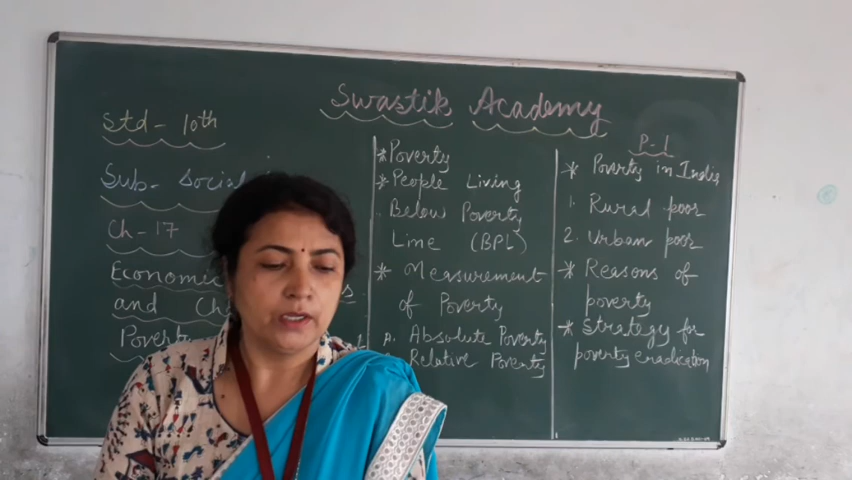 Swastik Academy
Std- 10th
Sub- Social
Ch-17
Economic
and Ch
Poverty
*Poverty
*People Living
Below Poverty
Line (BPL)
* Measurement
of Poverty
A. Absolute Poverty
Relative Poverty
P-1
* Poverty in India
1. Rural poor
2. Urban poor
* Reasons of
poverty
* Strategy for
poverty eradication